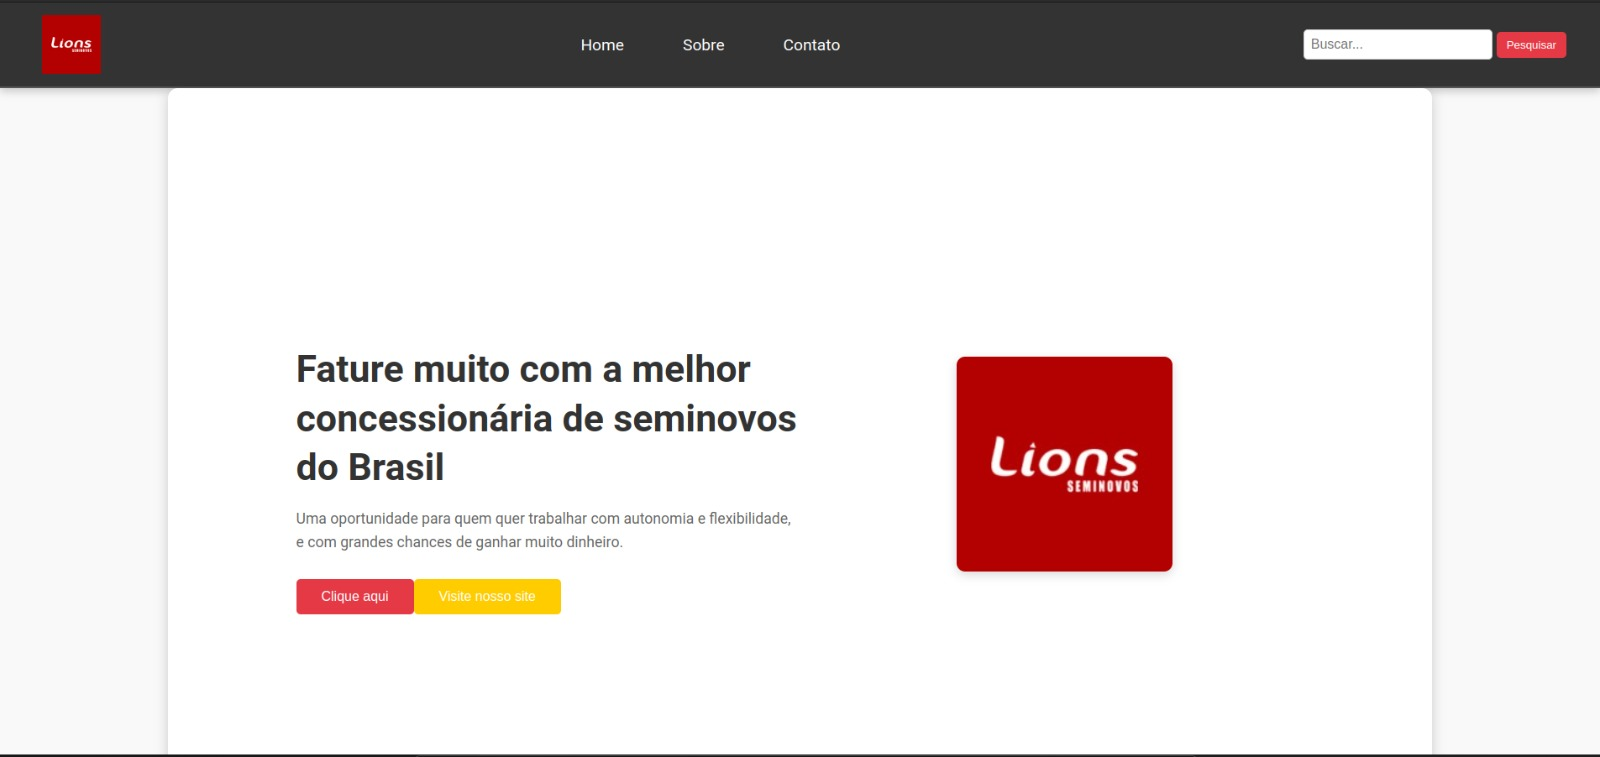 Lions
SEMINOVOS
Home
Sobre
Contato
Buscar...
Pesquisar
Fature muito com a melhor
concessionária de seminovos
do Brasil
Uma oportunidade para quem quer trabalhar com autonomia e flexibilidade,
e com grandes chances de ganhar muito dinheiro.
Clique aqui
Visite nosso site
Lions
SEMINOVOS